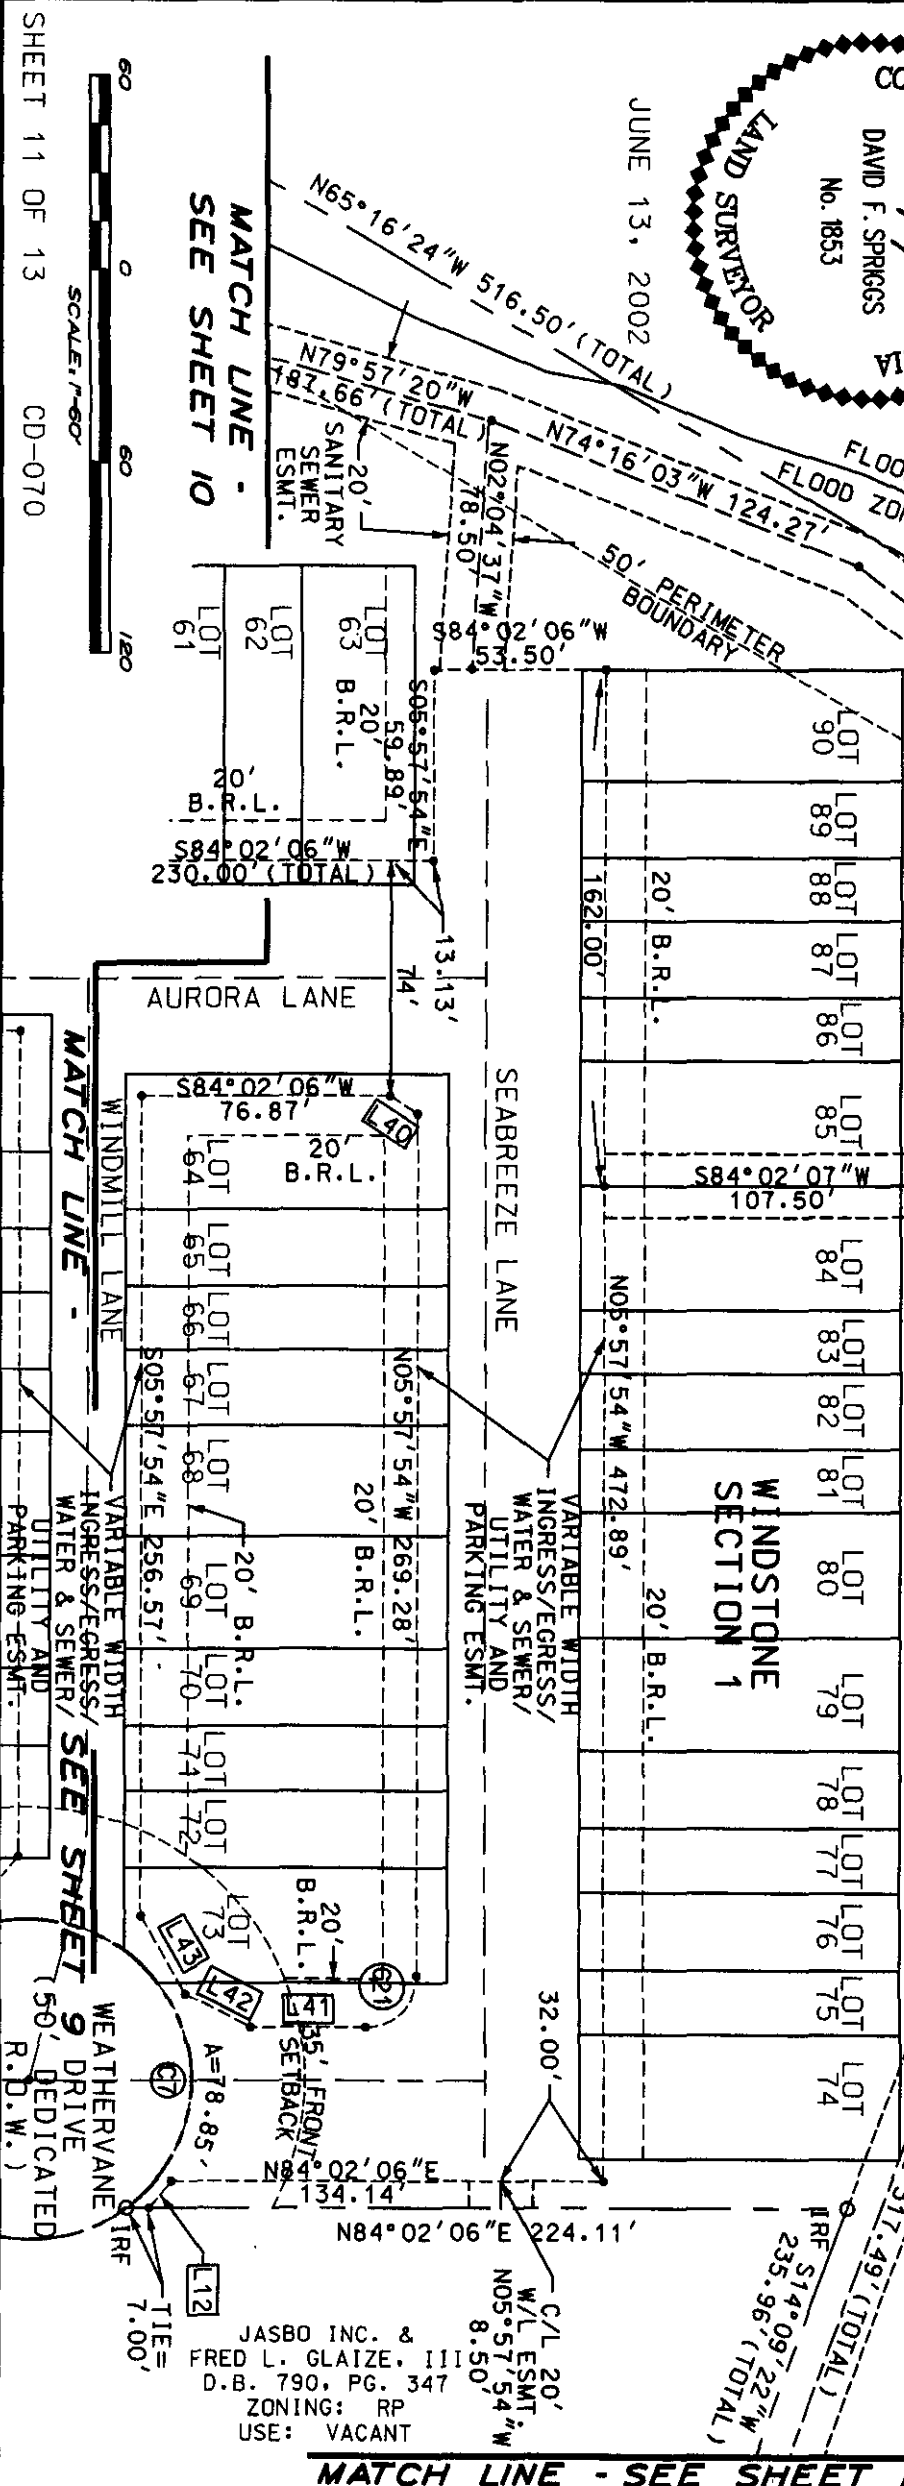 CO
DAVID F. SPRIGGS
No. 1853
IA
LAND SURVEYOR
JUNE 13, 2002
FLOOD ZO
N65°16'24"W 516.50' (TOTAL)
N79°57'20"W
187.66' (TOTAL)
N74°16'03"W 124.27'
N02°04'37"W
78.50'
20'
SANITARY
SEWER
ESMT.
50' PERIMETER
BOUNDARY
MATCH LINE -
SEE SHEET 10
60 0 60 120
SCALE: 1"=60'
SHEET 11 OF 13 CD-070
S84°02'06"W
53.50'
S05°57'54"E
59.89'
LOT
63
LOT
62
LOT
61
20'
B.R.L.
20'
B.R.L.
S84°02'06"W
230.00' (TOTAL)
13.13'
74'
AURORA LANE
SEABREEZE LANE
WINDMILL LANE
MATCH LINE -
SEE SHEET 9
LOT
90
LOT
89
LOT
88
LOT
87
LOT
86
LOT
85
LOT
84
LOT
83
LOT
82
LOT
81
LOT
80
LOT
79
LOT
78
LOT
77
LOT
76
LOT
75
LOT
74
20' B.R.L.
162.00'
S84°02'07"W
107.50'
N05°57'54"W 472.89'
20' B.R.L.
WINDSTONE
SECTION 1
VARIABLE WIDTH
INGRESS/EGRESS/
WATER & SEWER/
UTILITY AND
PARKING ESMT.
S84°02'06"W
76.87'
L40
20'
B.R.L.
LOT
64
LOT
65
LOT
66
LOT
67
LOT
68
LOT
69
LOT
70
LOT
74
LOT
72
LOT
73
N05°57'54"W 269.28'
20' B.R.L.
20' B.R.L.
S05°57'54"E 256.57'
VARIABLE WIDTH
INGRESS/EGRESS/
WATER & SEWER/
UTILITY AND
PARKING ESMT.
20'
B.R.L.
C21
L43
L42
L41
35' FRONT
SETBACK
32.00'
C7
A=78.85'
WEATHERVANE
DRIVE
(50' DEDICATED
R.O.W.)
N84°02'06"E
134.14'
N84°02'06"E 224.11'
IRF
L12
TIE=
7.00'
C/L 20'
W/L ESMT.
N05°57'54"W
8.50'
IRF
S14°09'22"W
235.96' (TOTAL)
317.49' (TOTAL)
JASBO INC. &
FRED L. GLAIZE, III
D.B. 790, PG. 347
ZONING: RP
USE: VACANT
MATCH LINE - SEE SHEET